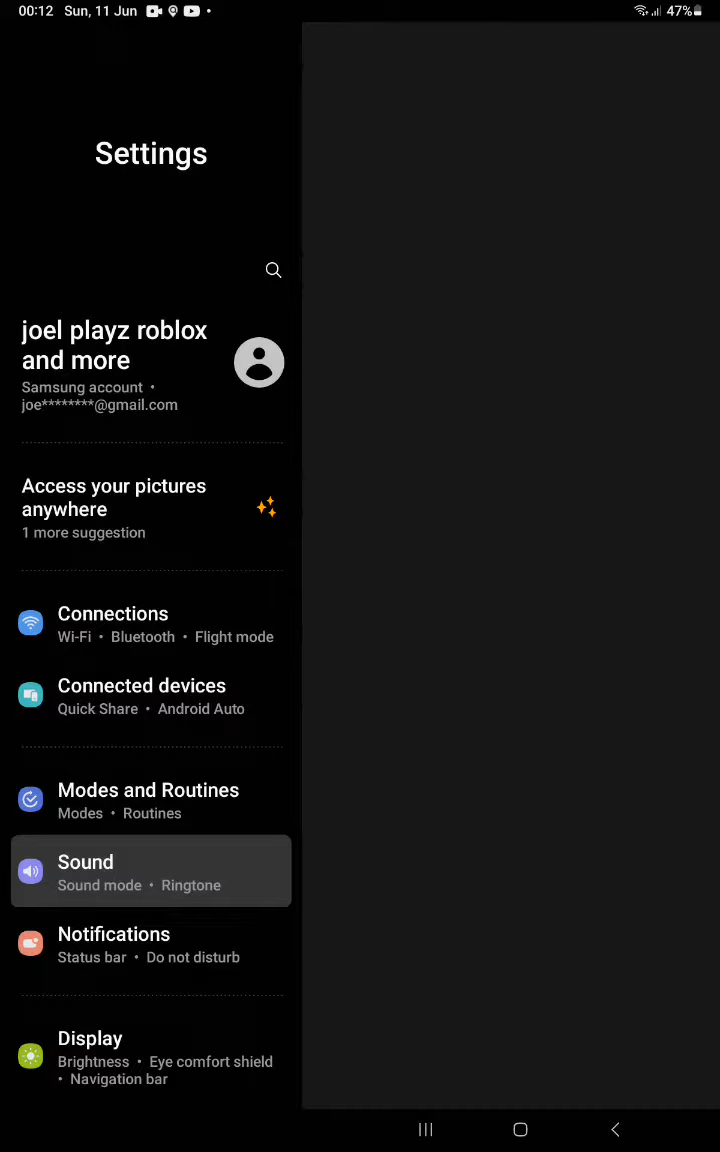 00:12 Sun, 11 Jun • 47%
Settings
joel playz roblox
and more
Samsung account •
joe********@gmail.com
Access your pictures
anywhere
1 more suggestion
Connections
Wi-Fi • Bluetooth • Flight mode
Connected devices
Quick Share • Android Auto
Modes and Routines
Modes • Routines
Sound
Sound mode • Ringtone
Notifications
Status bar • Do not disturb
Display
Brightness • Eye comfort shield
• Navigation bar